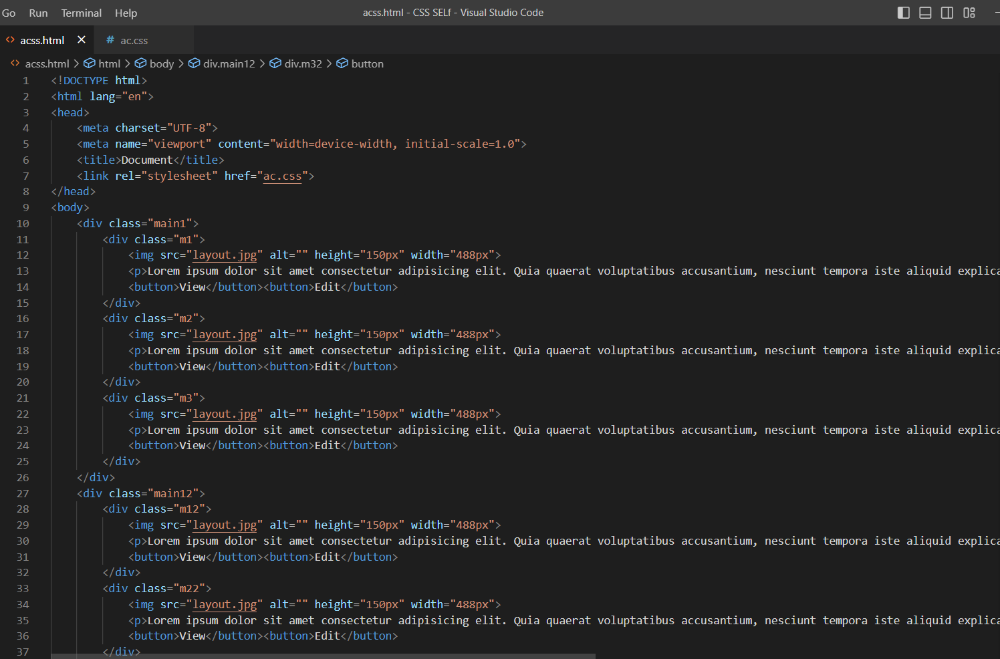 Go Run Terminal Help acss.html - CSS SELf - Visual Studio Code
acss.html ac.css
acss.html > html > body > div.main12 > div.m32 > button
1 <!DOCTYPE html>
2 <html lang="en">
3 <head>
4 <meta charset="UTF-8">
5 <meta name="viewport" content="width=device-width, initial-scale=1.0">
6 <title>Document</title>
7 <link rel="stylesheet" href="ac.css">
8 </head>
9 <body>
10 <div class="main1">
11 <div class="m1">
12 <img src="layout.jpg" alt="" height="150px" width="488px">
13 <p>Lorem ipsum dolor sit amet consectetur adipisicing elit. Quia quaerat voluptatibus accusantium, nesciunt tempora iste aliquid explica
14 <button>View</button><button>Edit</button>
15 </div>
16 <div class="m2">
17 <img src="layout.jpg" alt="" height="150px" width="488px">
18 <p>Lorem ipsum dolor sit amet consectetur adipisicing elit. Quia quaerat voluptatibus accusantium, nesciunt tempora iste aliquid explica
19 <button>View</button><button>Edit</button>
20 </div>
21 <div class="m3">
22 <img src="layout.jpg" alt="" height="150px" width="488px">
23 <p>Lorem ipsum dolor sit amet consectetur adipisicing elit. Quia quaerat voluptatibus accusantium, nesciunt tempora iste aliquid explica
24 <button>View</button><button>Edit</button>
25 </div>
26 </div>
27 <div class="main12">
28 <div class="m12">
29 <img src="layout.jpg" alt="" height="150px" width="488px">
30 <p>Lorem ipsum dolor sit amet consectetur adipisicing elit. Quia quaerat voluptatibus accusantium, nesciunt tempora iste aliquid explica
31 <button>View</button><button>Edit</button>
32 </div>
33 <div class="m22">
34 <img src="layout.jpg" alt="" height="150px" width="488px">
35 <p>Lorem ipsum dolor sit amet consectetur adipisicing elit. Quia quaerat voluptatibus accusantium, nesciunt tempora iste aliquid explica
36 <button>View</button><button>Edit</button>
37 </div>